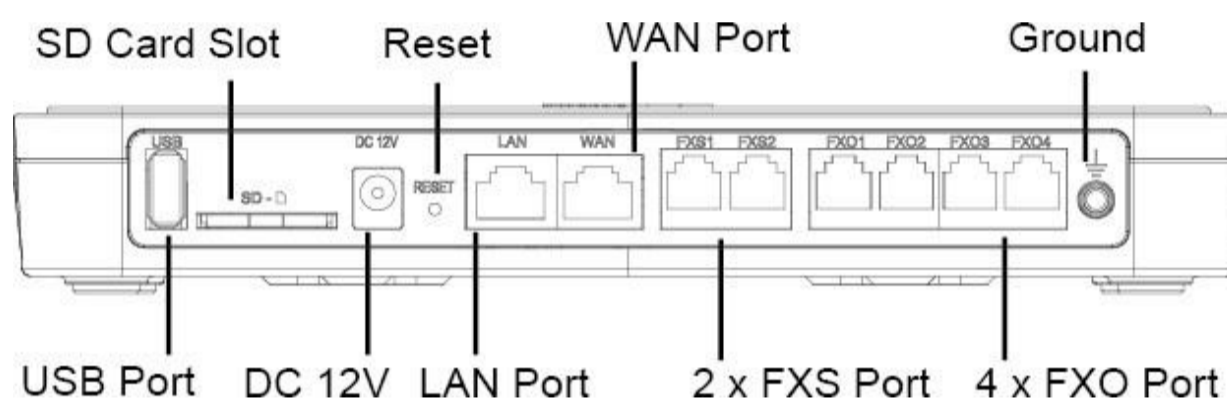 SD Card Slot Reset WAN Port Ground
USB DC 12V LAN WAN FXS1 FXS2 FXO1 FXO2 FXO3 FXO4
SD - RESET
USB Port DC 12V LAN Port 2 x FXS Port 4 x FXO Port